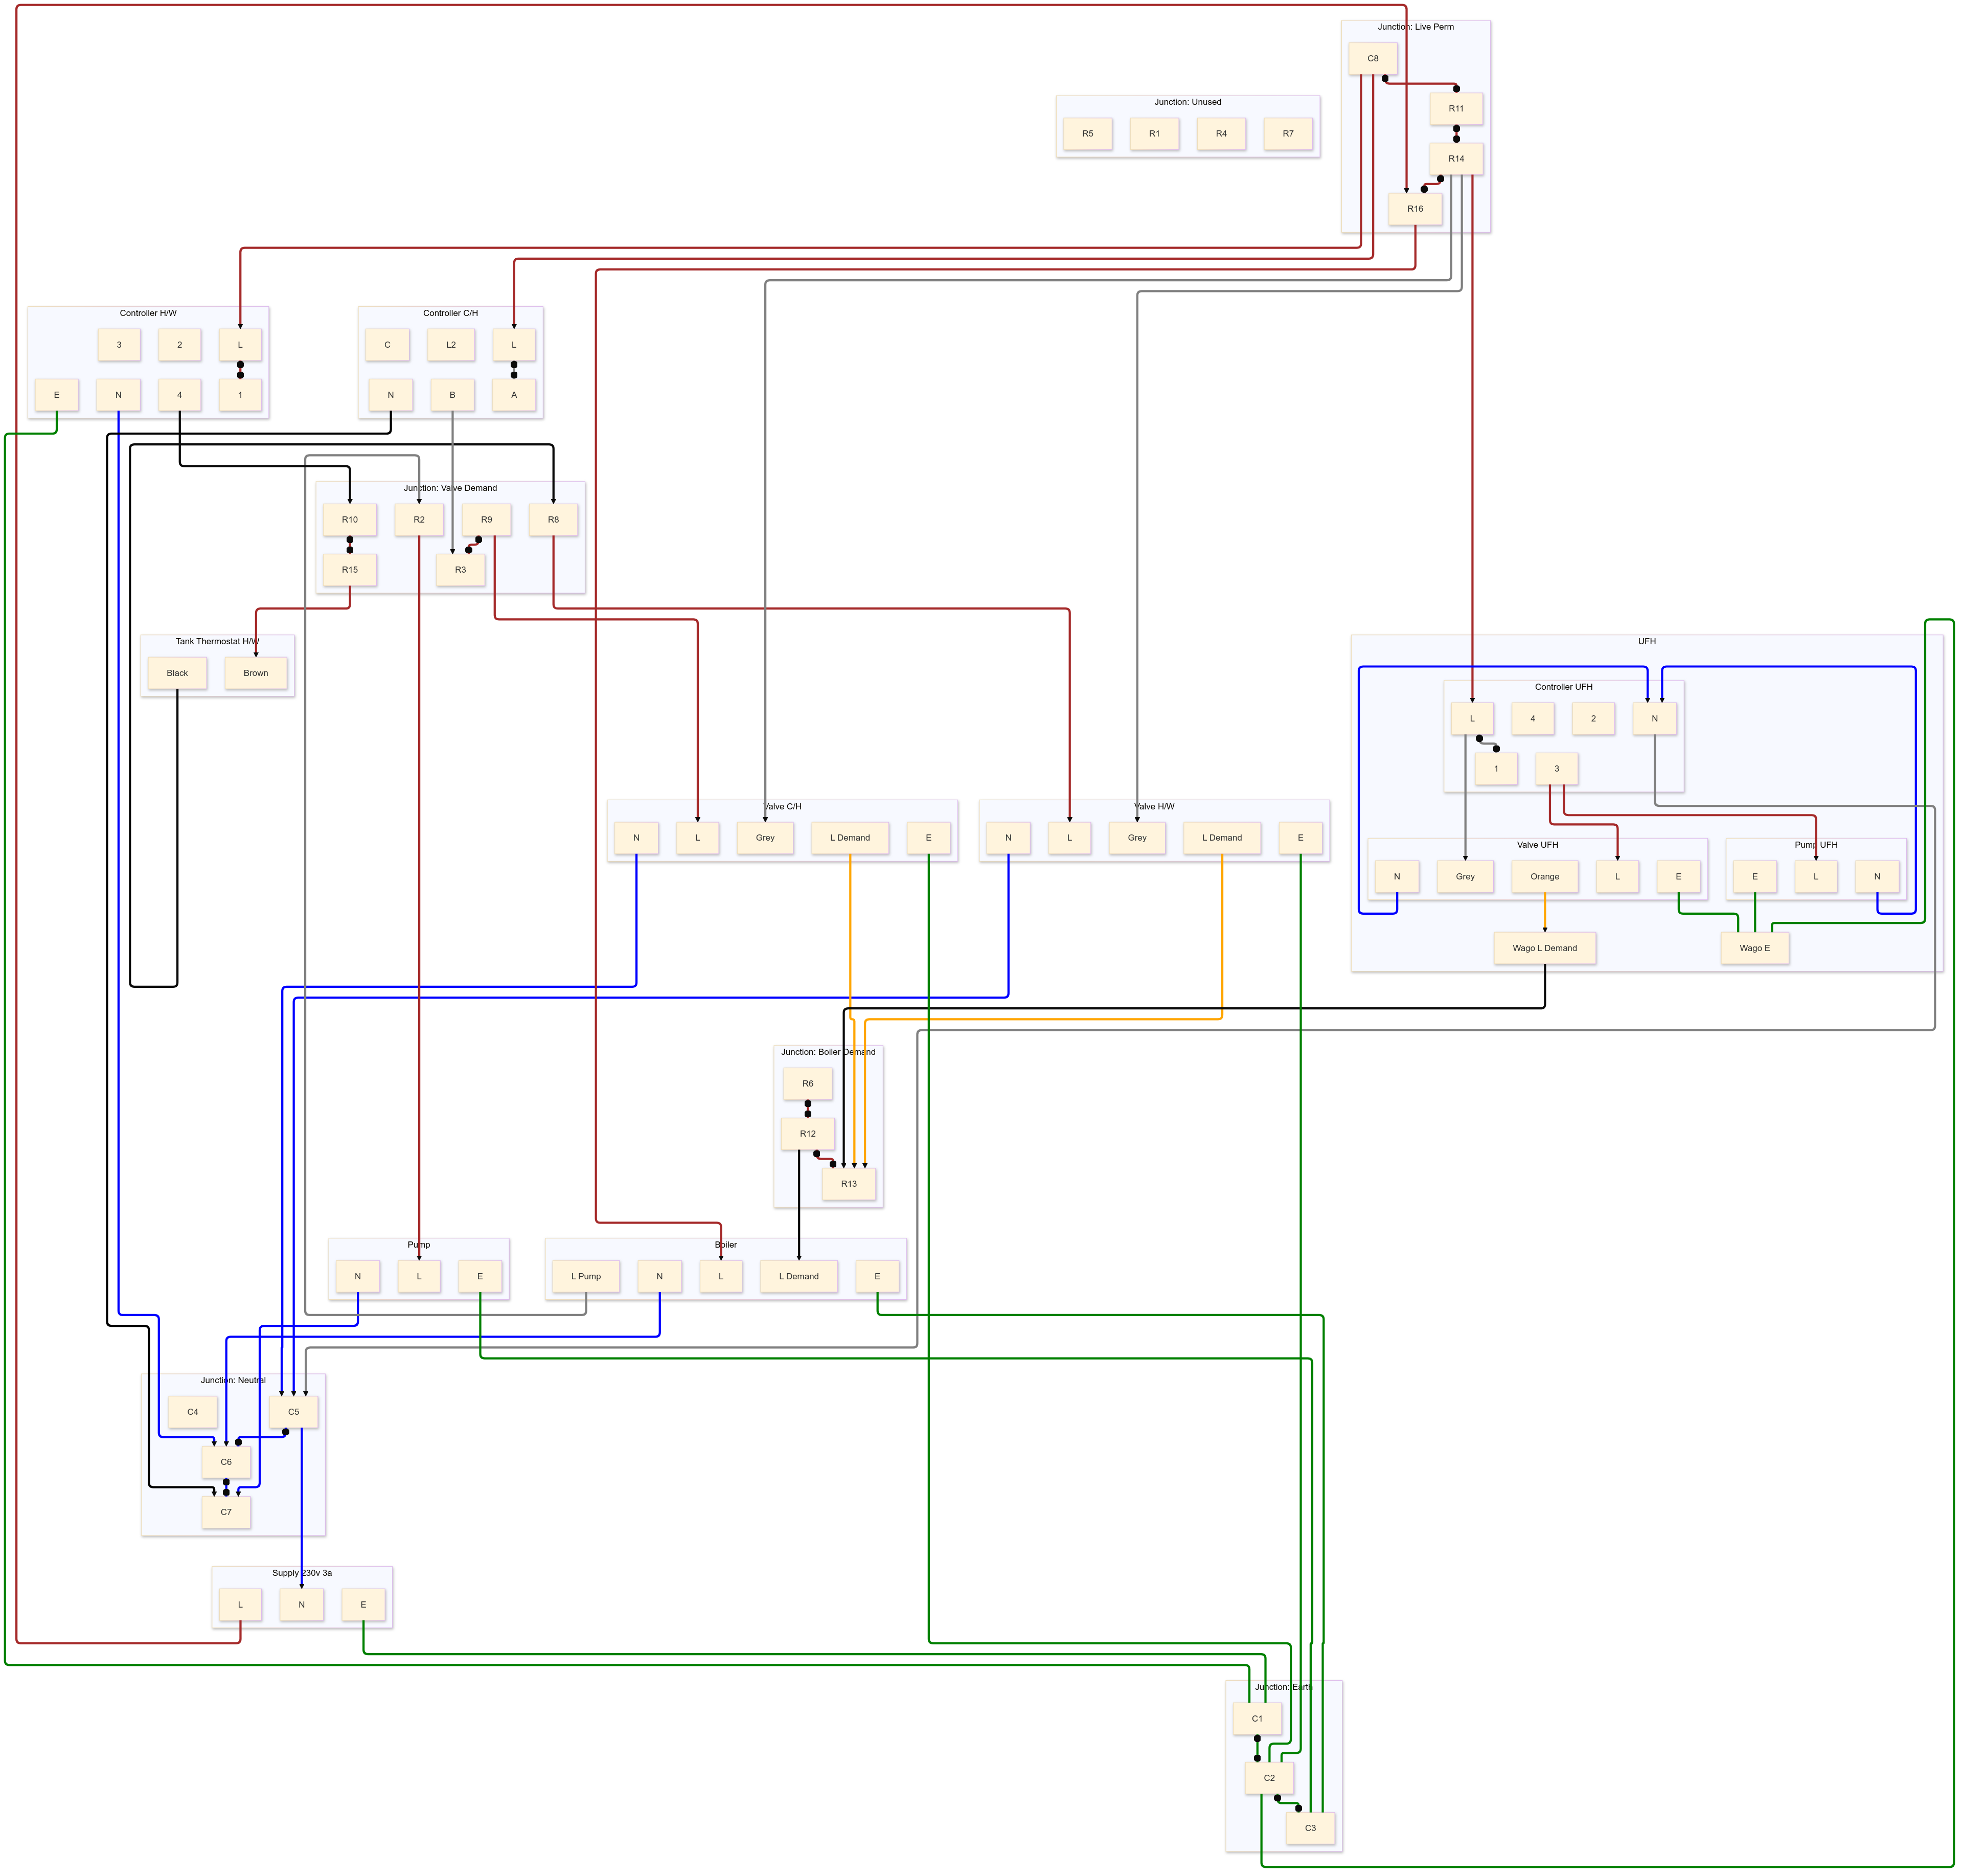 Junction: Live Perm
C8
R11
R14
R16
Junction: Unused
R5 R1 R4 R7
Controller H/W
3 2 L
E N 4 1
Controller C/H
C L2 L
N B A
Junction: Valve Demand
R10 R2 R9 R8
R15 R3
Tank Thermostat H/W
Black Brown
UFH
Controller UFH
L 4 2 N
1 3
Valve UFH
N Grey Orange L E
Pump UFH
E L N
Wago L Demand
Wago E
Valve C/H
N L Grey L Demand E
Valve H/W
N L Grey L Demand E
Junction: Boiler Demand
R6
R12
R13
Pump
N L E
Boiler
L Pump N L L Demand E
Junction: Neutral
C4 C5
C6
C7
Supply 230v 3a
L N E
Junction: Earth
C1
C2
C3